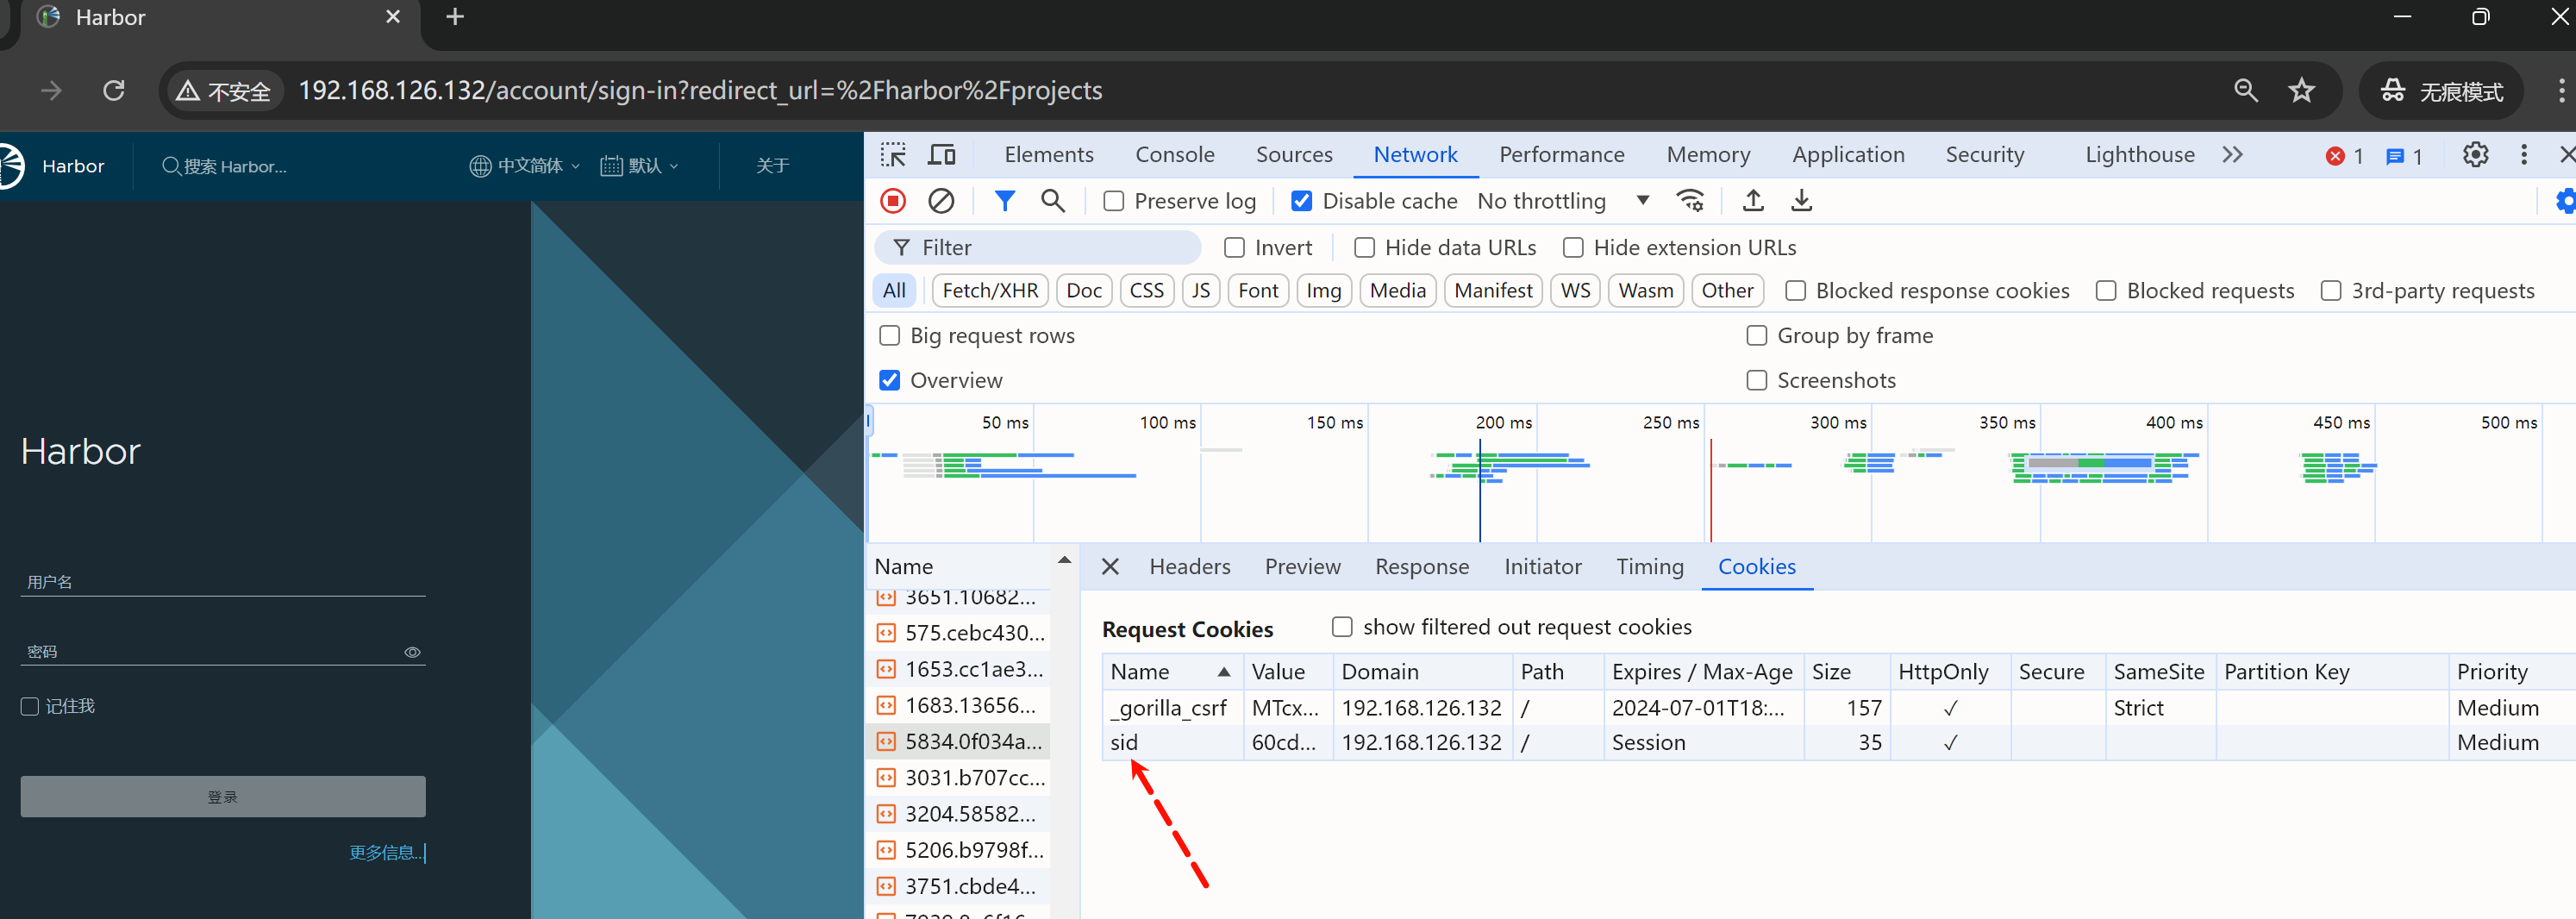 Harbor
不安全 192.168.126.132/account/sign-in?redirect_url=%2Fharbor%2Fprojects 无痕模式
Harbor 搜索 Harbor... 中文简体 默认 关于
Harbor
用户名
密码
记住我
登录
更多信息...
Elements Console Sources Network Performance Memory Application Security Lighthouse 1 1
Preserve log Disable cache No throttling
Filter Invert Hide data URLs Hide extension URLs
All Fetch/XHR Doc CSS JS Font Img Media Manifest WS Wasm Other Blocked response cookies Blocked requests 3rd-party requests
Big request rows Group by frame
Overview Screenshots
50 ms 100 ms 150 ms 200 ms 250 ms 300 ms 350 ms 400 ms 450 ms 500 ms
Name
3651.10682...
575.cebc430...
1653.cc1ae3...
1683.13656...
5834.0f034a...
3031.b707cc...
3204.58582...
5206.b9798f...
3751.cbde4...
Headers Preview Response Initiator Timing Cookies
Request Cookies show filtered out request cookies
Name Value Domain Path Expires / Max-Age Size HttpOnly Secure SameSite Partition Key Priority
_gorilla_csrf MTcx... 192.168.126.132 / 2024-07-01T18:... 157 ✓ Strict Medium
sid 60cd... 192.168.126.132 / Session 35 ✓ Medium